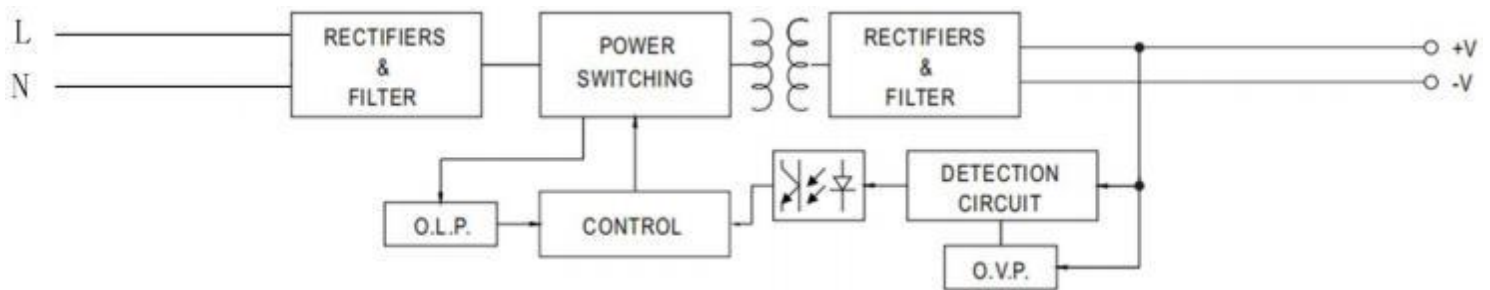 L
N
RECTIFIERS
&
FILTER
POWER
SWITCHING
RECTIFIERS
&
FILTER
+V
-V
O.L.P.
CONTROL
DETECTION
CIRCUIT
O.V.P.